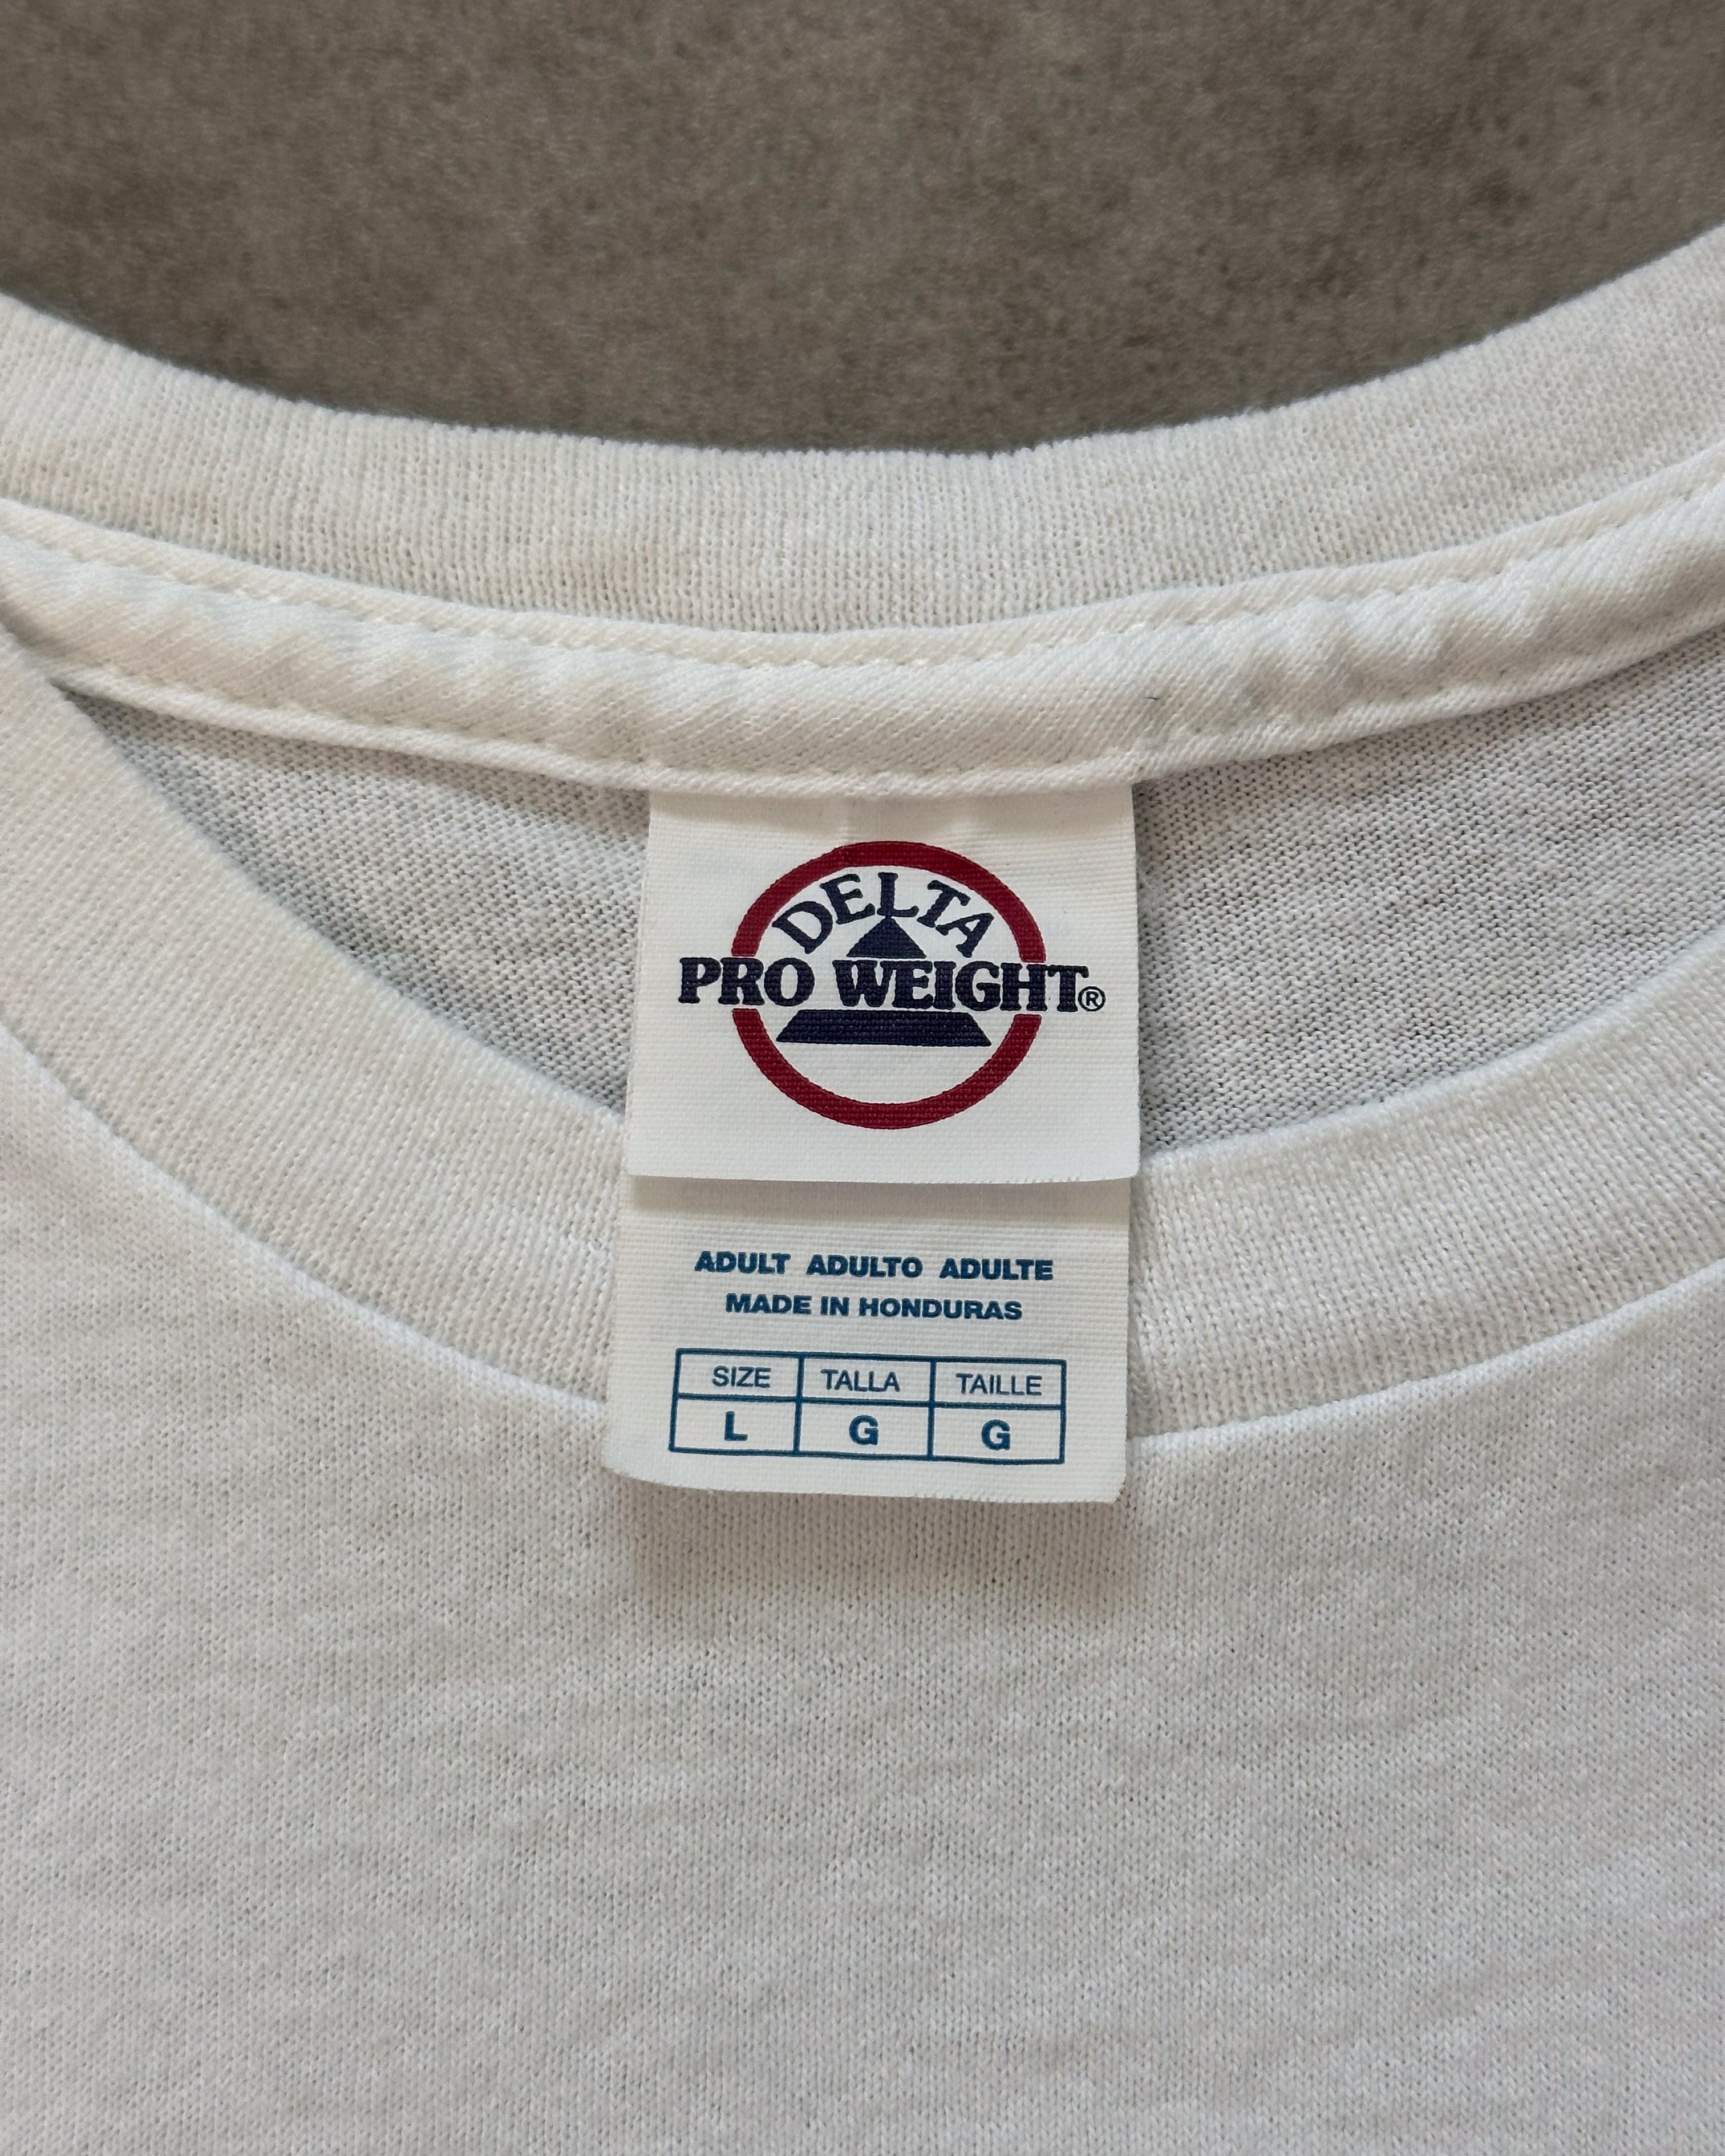 DELTA
PRO WEIGHT®
ADULT ADULTO ADULTE
MADE IN HONDURAS
SIZE TALLA TAILLE
L G G